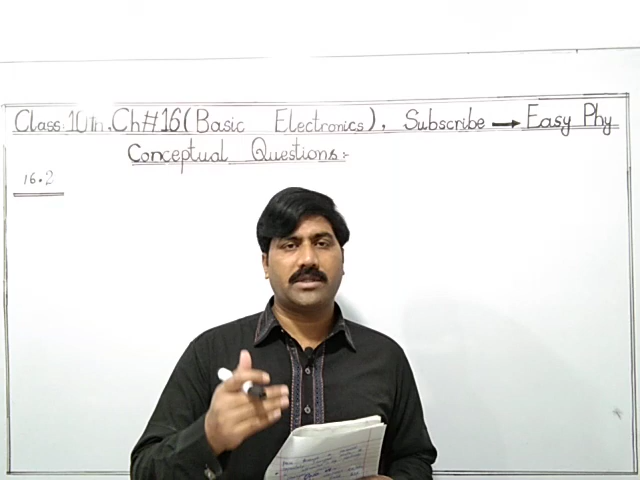 Class:10th, Ch#16(Basic Electronics), Subscribe → Easy Phy
Conceptual Questions:-
16.2